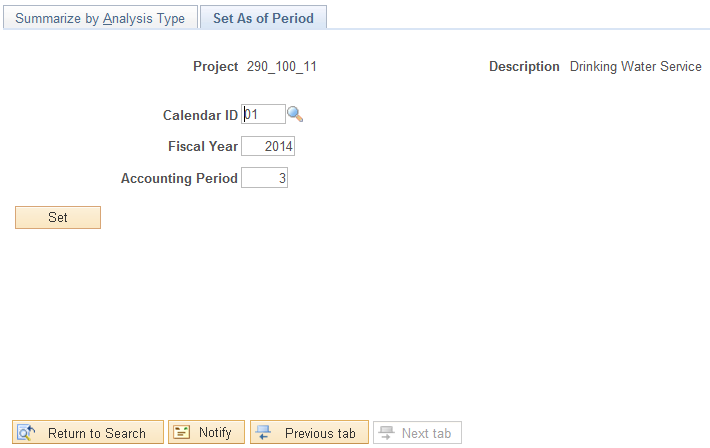 Summarize by Analysis Type Set As of Period
Project 290_100_11 Description Drinking Water Service
Calendar ID 01
Fiscal Year 2014
Accounting Period 3
Set
Return to Search Notify Previous tab Next tab